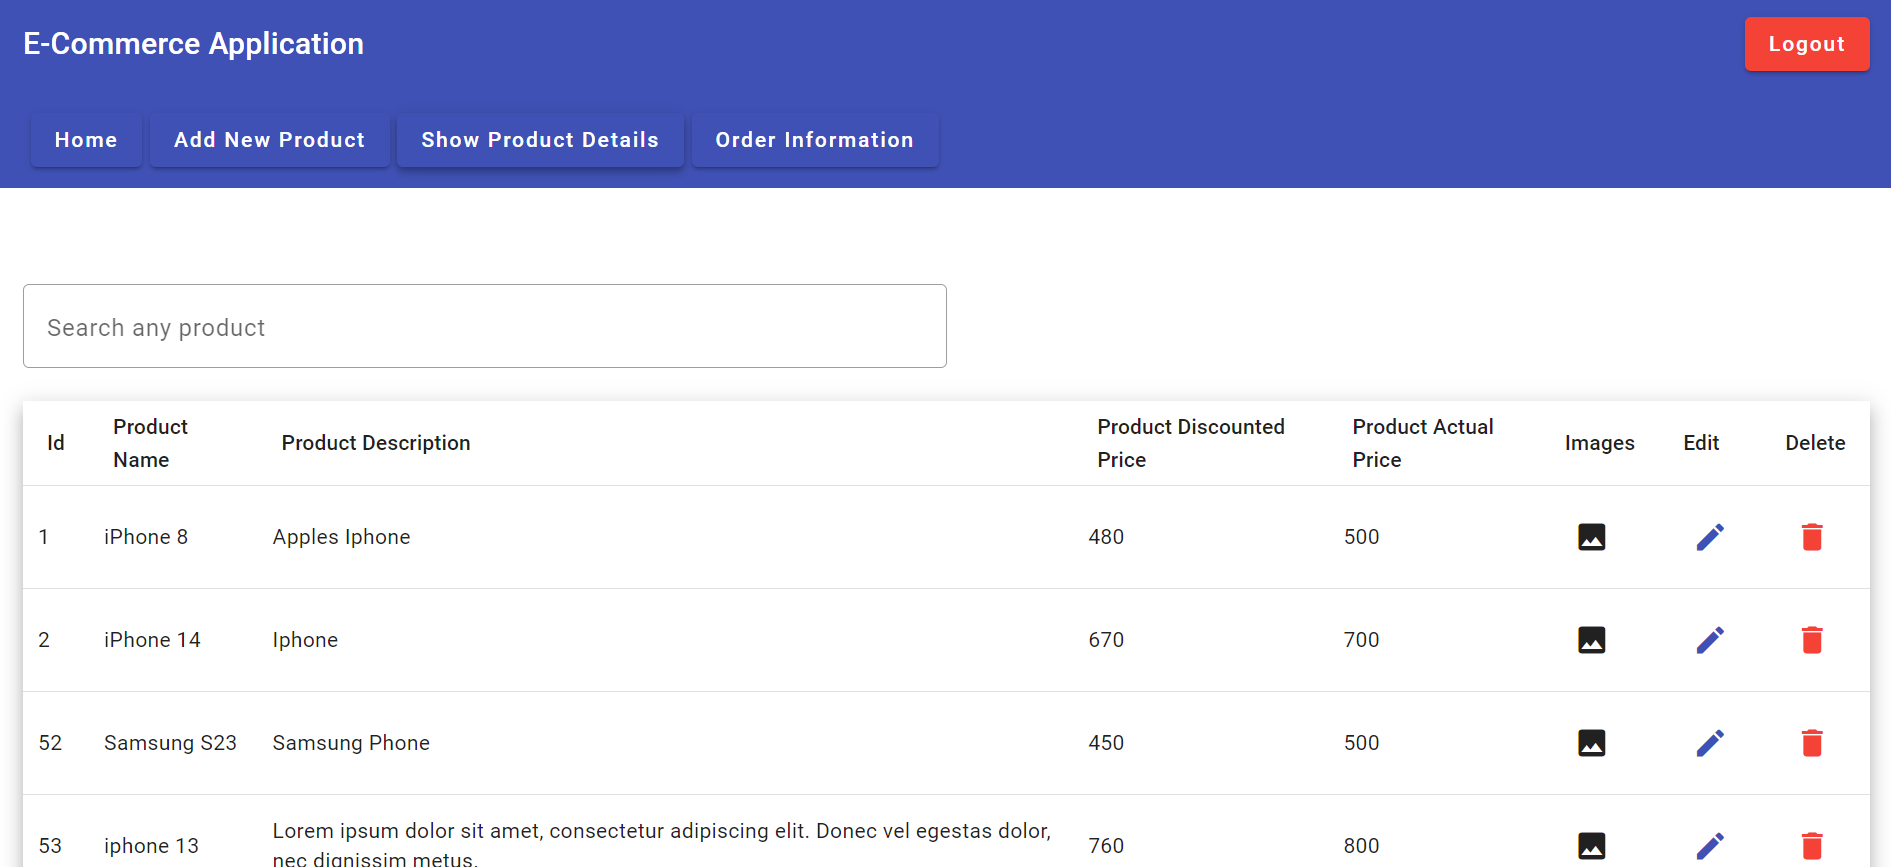 E-Commerce Application
Logout
Home Add New Product Show Product Details Order Information
Search any product
Id Product Name Product Description Product Discounted Price Product Actual Price Images Edit Delete
1 iPhone 8 Apples Iphone 480 500
2 iPhone 14 Iphone 670 700
52 Samsung S23 Samsung Phone 450 500
53 iphone 13 Lorem ipsum dolor sit amet, consectetur adipiscing elit. Donec vel egestas dolor, 760 800
nec dignissim metus.